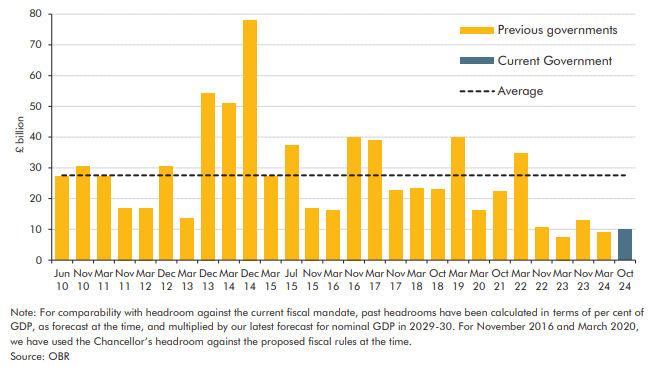 80
70
60
50
40
30
20
10
0
£ billion
Previous governments
Current Government
Average
Jun Nov Mar Nov Mar Dec Mar Dec Mar Dec Mar Jul Nov Mar Nov Mar Nov Mar Oct Mar Mar Oct Mar Nov Mar Nov Mar Oct
10 10 11 11 12 12 13 13 14 14 15 15 15 16 16 17 17 18 18 19 20 21 22 22 23 23 24 24
Note: For comparability with headroom against the current fiscal mandate, past headrooms have been calculated in terms of per cent of
GDP, as forecast at the time, and multiplied by our latest forecast for nominal GDP in 2029-30. For November 2016 and March 2020,
we have used the Chancellor's headroom against the proposed fiscal rules at the time.
Source: OBR